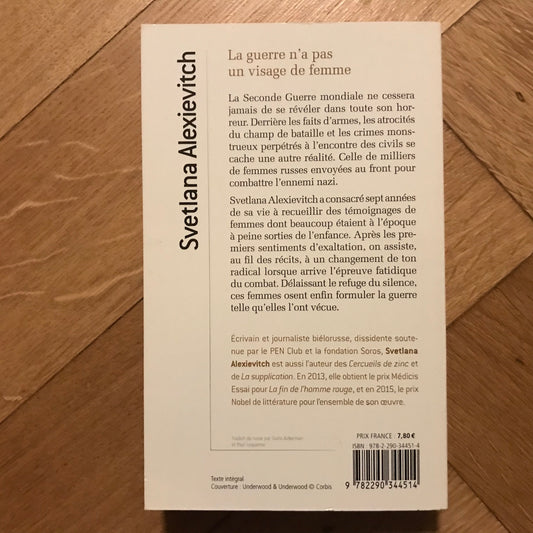 Svetlana Alexievitch
La guerre n'a pas
un visage de femme
La Seconde Guerre mondiale ne cessera
jamais de se révéler dans toute son hor-
reur. Derrière les faits d'armes, les atrocités
du champ de bataille et les crimes mons-
trueux perpétrés à l'encontre des civils se
cache une autre réalité. Celle de milliers
de femmes russes envoyées au front pour
combattre l'ennemi nazi.
Svetlana Alexievitch a consacré sept années
de sa vie à recueillir des témoignages de
femmes dont beaucoup étaient à l'époque
à peine sorties de l'enfance. Après les pre-
miers sentiments d'exaltation, on assiste,
au fil des récits, à un changement de ton
radical lorsque arrive l'épreuve fatidique
du combat. Délaissant le refuge du silence,
ces femmes osent enfin formuler la guerre
telle qu'elles l'ont vécue.
Écrivain et journaliste biélorusse, dissidente soute-
nue par le PEN Club et la fondation Soros, Svetlana
Alexievitch est aussi l'auteur des Cercueils de zinc et
de La supplication. En 2013, elle obtient le prix Médicis
Essai pour La fin de l'homme rouge, et en 2015, le prix
Nobel de littérature pour l'ensemble de son œuvre.
Traduit du russe par Galia Ackerman
et Paul Lequesne
PRIX FRANCE : 7,80 €
ISBN : 978-2-290-34451-4
Texte intégral
Couverture : Underwood & Underwood © Corbis
9 782290 344514